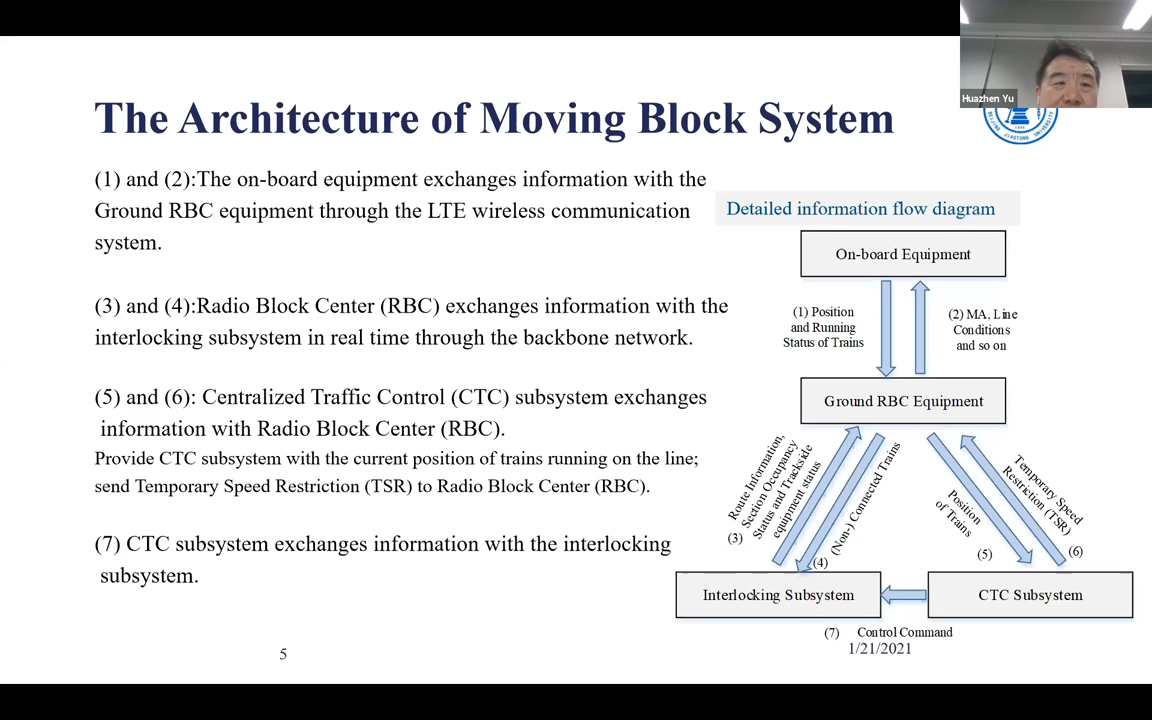 Huazhen Yu
The Architecture of Moving Block System
BEIJING JIAOTONG UNIVERSITY
(1) and (2):The on-board equipment exchanges information with the
Ground RBC equipment through the LTE wireless communication
system.
(3) and (4):Radio Block Center (RBC) exchanges information with the
interlocking subsystem in real time through the backbone network.
(5) and (6): Centralized Traffic Control (CTC) subsystem exchanges
information with Radio Block Center (RBC).
Provide CTC subsystem with the current position of trains running on the line;
send Temporary Speed Restriction (TSR) to Radio Block Center (RBC).
(7) CTC subsystem exchanges information with the interlocking
subsystem.
Detailed information flow diagram
On-board Equipment
(1) Position
and Running
Status of Trains
(2) MA, Line
Conditions
and so on
Ground RBC Equipment
Route Information,
Section Occupancy
Status and Trackside
equipment status
(3)
(Non-) Connected Trains
(4)
Position
of Trains
(5)
Temporary Speed
Restriction (TSR)
(6)
Interlocking Subsystem
CTC Subsystem
(7) Control Command
5
1/21/2021